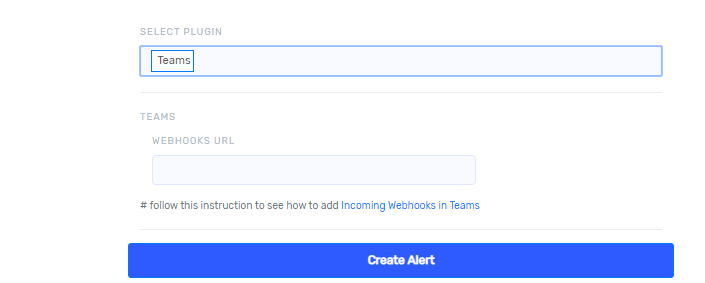 SELECT PLUGIN
Teams
TEAMS
WEBHOOKS URL
# follow this instruction to see how to add Incoming Webhooks in Teams
Create Alert